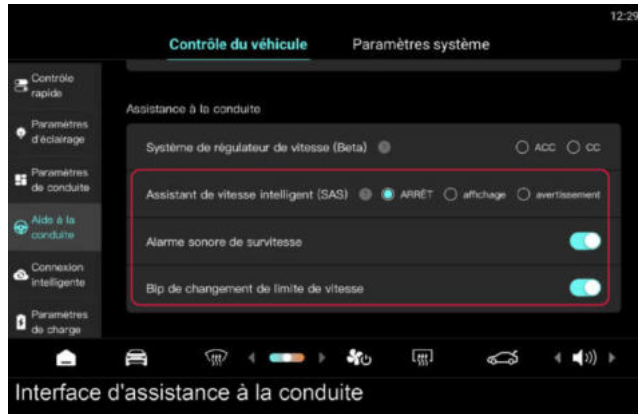 12:29
Contrôle du véhicule Paramètres système
Contrôle
rapide
Assistance à la conduite
Paramètres
d'éclairage
Système de régulateur de vitesse (Beta) ACC CC
Paramètres
de conduite
Assistant de vitesse intelligent (SAS) ARRÊT affichage avertissement
Aide à la
conduite
Alarme sonore de survitesse
Connexion
intelligente
Bip de changement de limite de vitesse
Paramètres
de charge
Interface d'assistance à la conduite